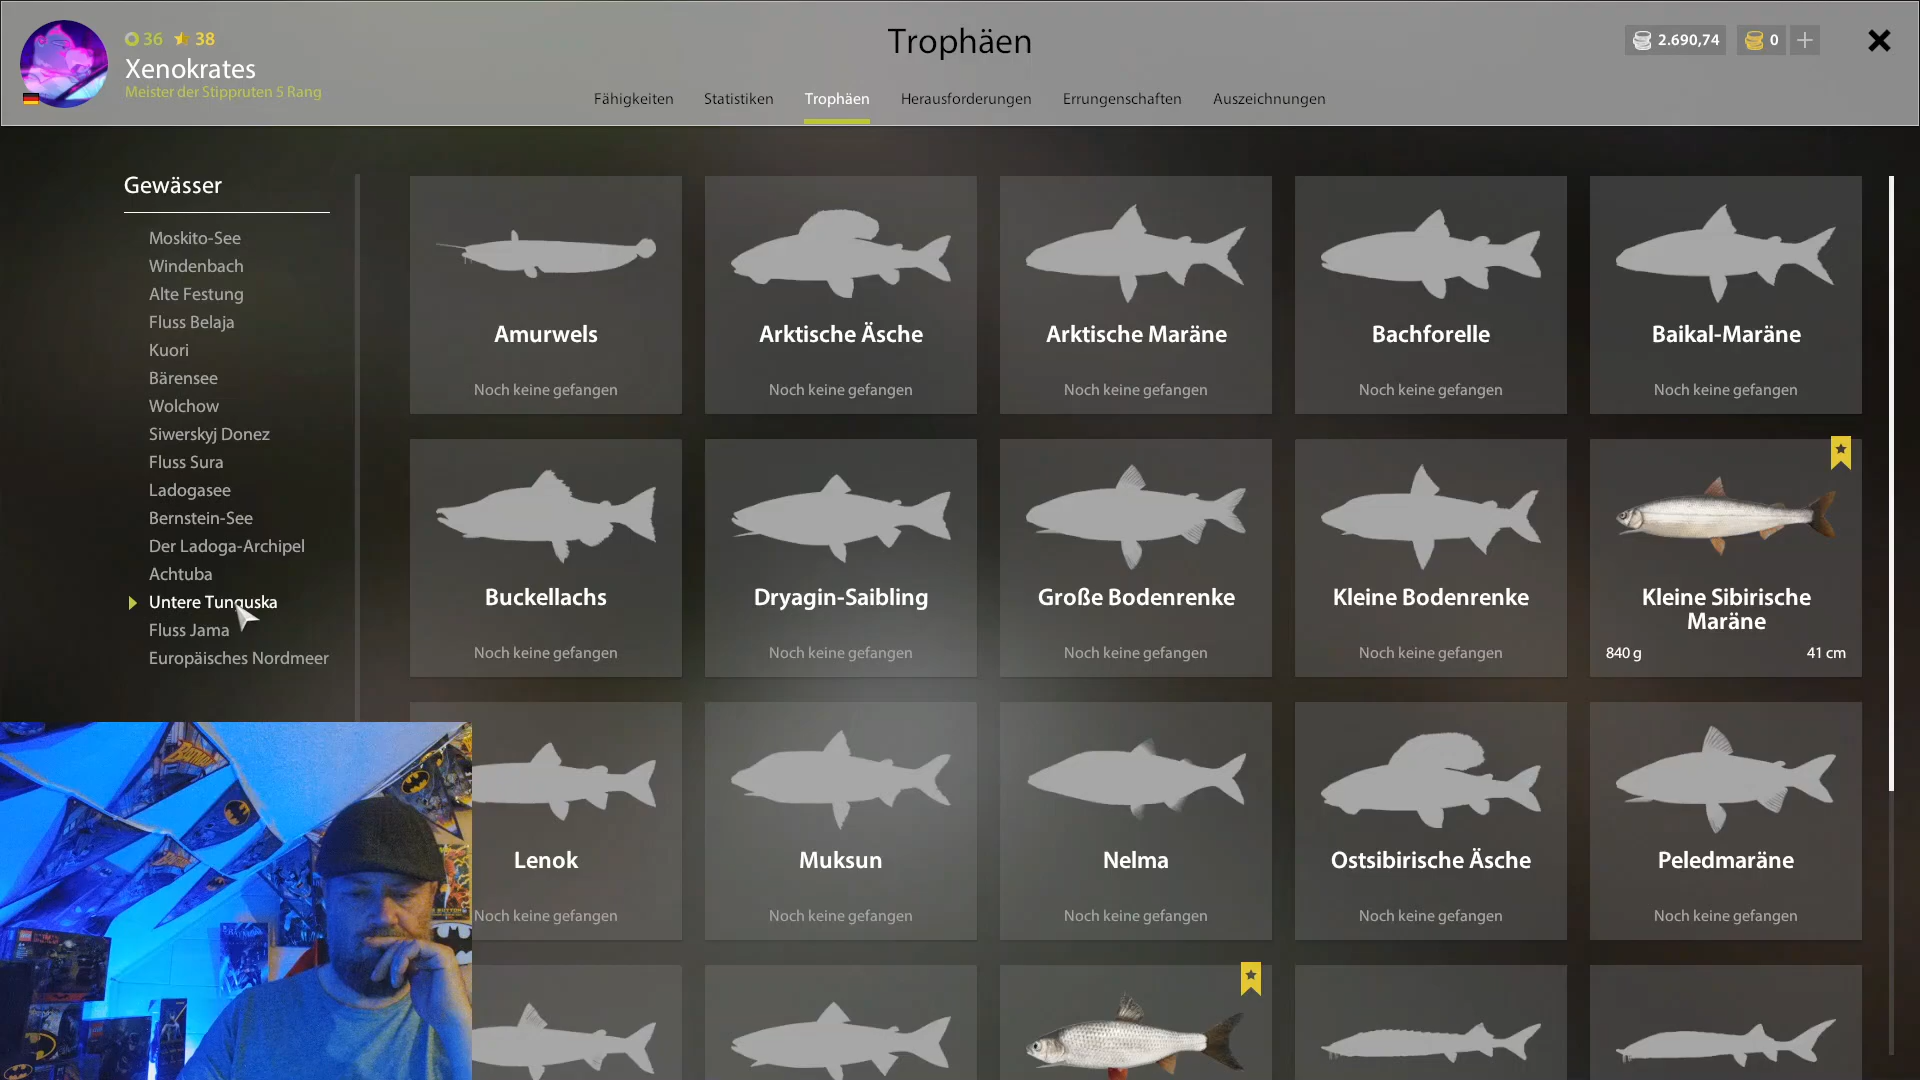 36 38
Xenokrates
Meister der Stippruten 5 Rang
Trophäen
2.690,74
0
Fähigkeiten
Statistiken
Trophäen
Herausforderungen
Errungenschaften
Auszeichnungen
Gewässer
Moskito-See
Windenbach
Alte Festung
Fluss Belaja
Kuori
Bärensee
Wolchow
Siwerskyj Donez
Fluss Sura
Ladogasee
Bernstein-See
Der Ladoga-Archipel
Achtuba
Untere Tunguska
Fluss Jama
Europäisches Nordmeer
Amurwels
Noch keine gefangen
Arktische Äsche
Noch keine gefangen
Arktische Maräne
Noch keine gefangen
Bachforelle
Noch keine gefangen
Baikal-Maräne
Noch keine gefangen
Buckellachs
Noch keine gefangen
Dryagin-Saibling
Noch keine gefangen
Große Bodenrenke
Noch keine gefangen
Kleine Bodenrenke
Noch keine gefangen
Kleine Sibirische
Maräne
840 g 41 cm
Lenok
Noch keine gefangen
Muksun
Noch keine gefangen
Nelma
Noch keine gefangen
Ostsibirische Äsche
Noch keine gefangen
Peledmaräne
Noch keine gefangen
BATMAN